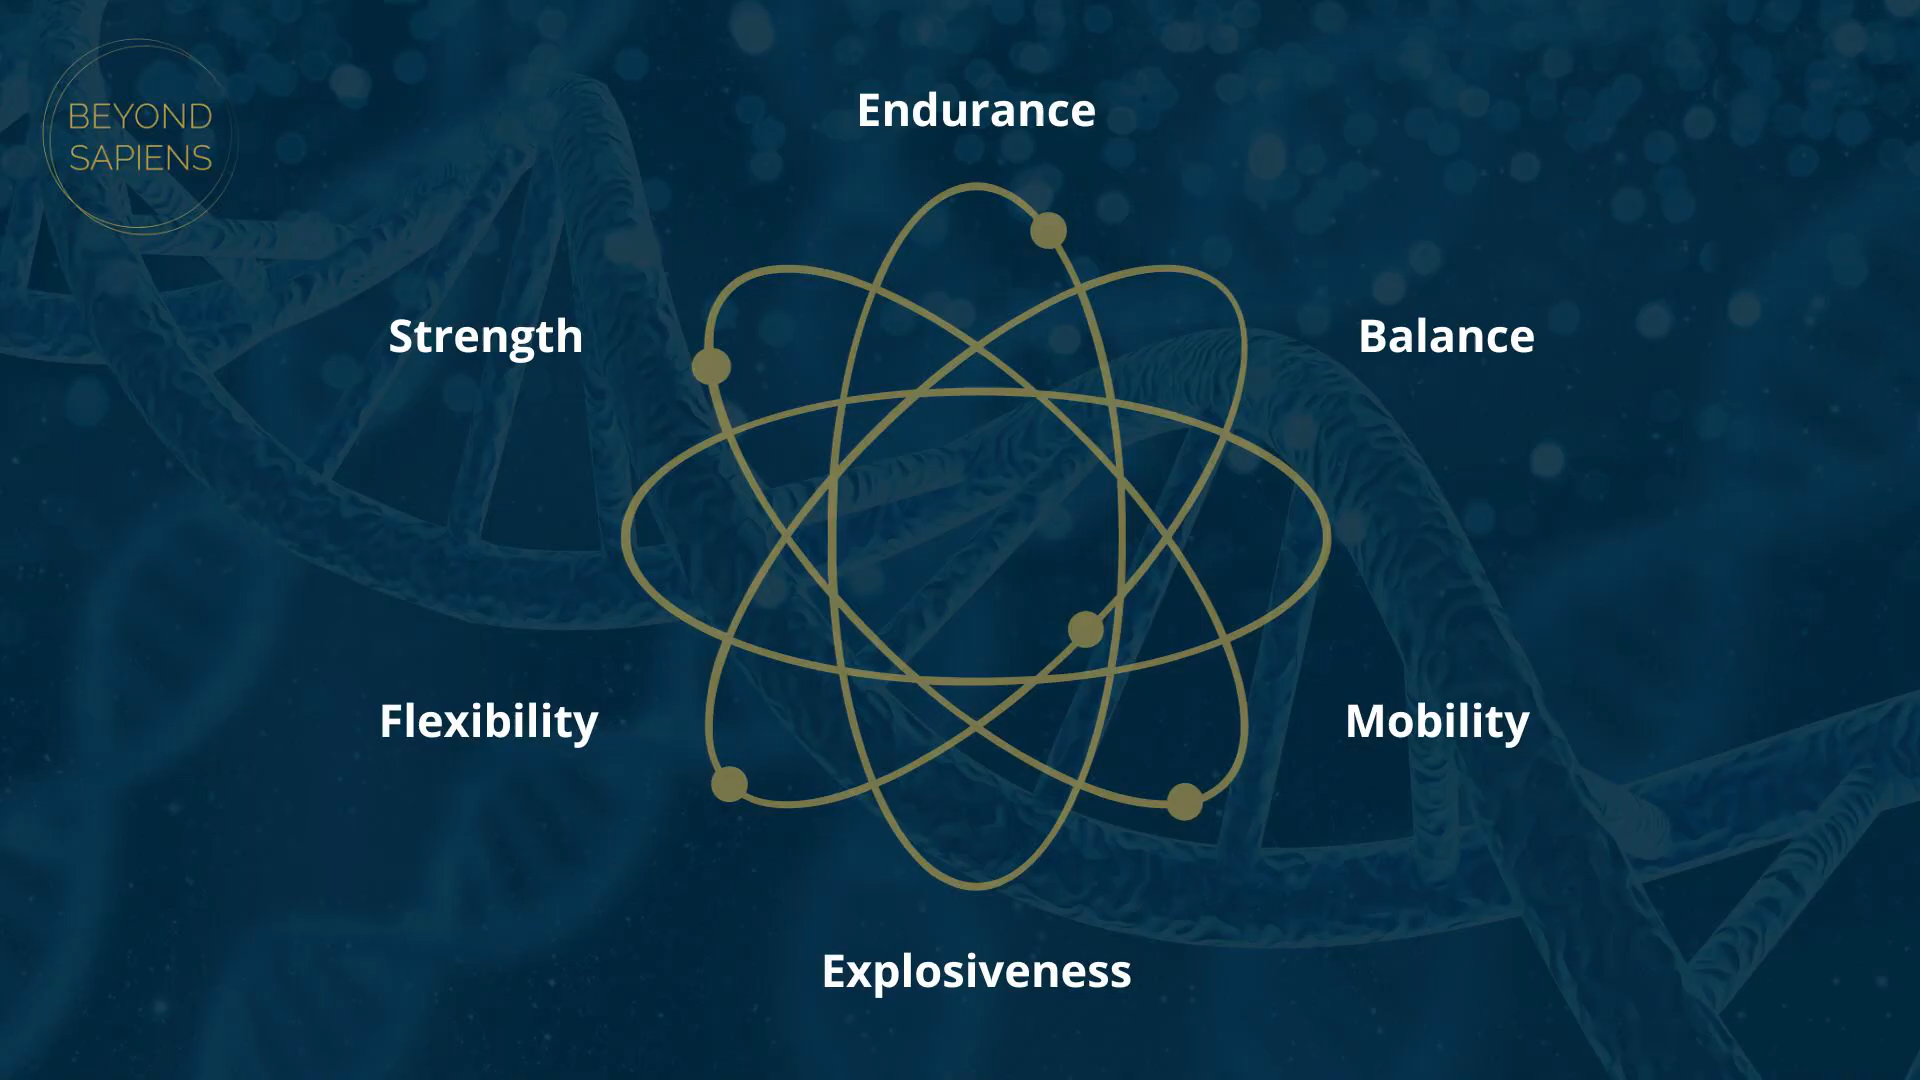 BEYOND
SAPIENS
Endurance
Strength
Balance
Flexibility
Mobility
Explosiveness